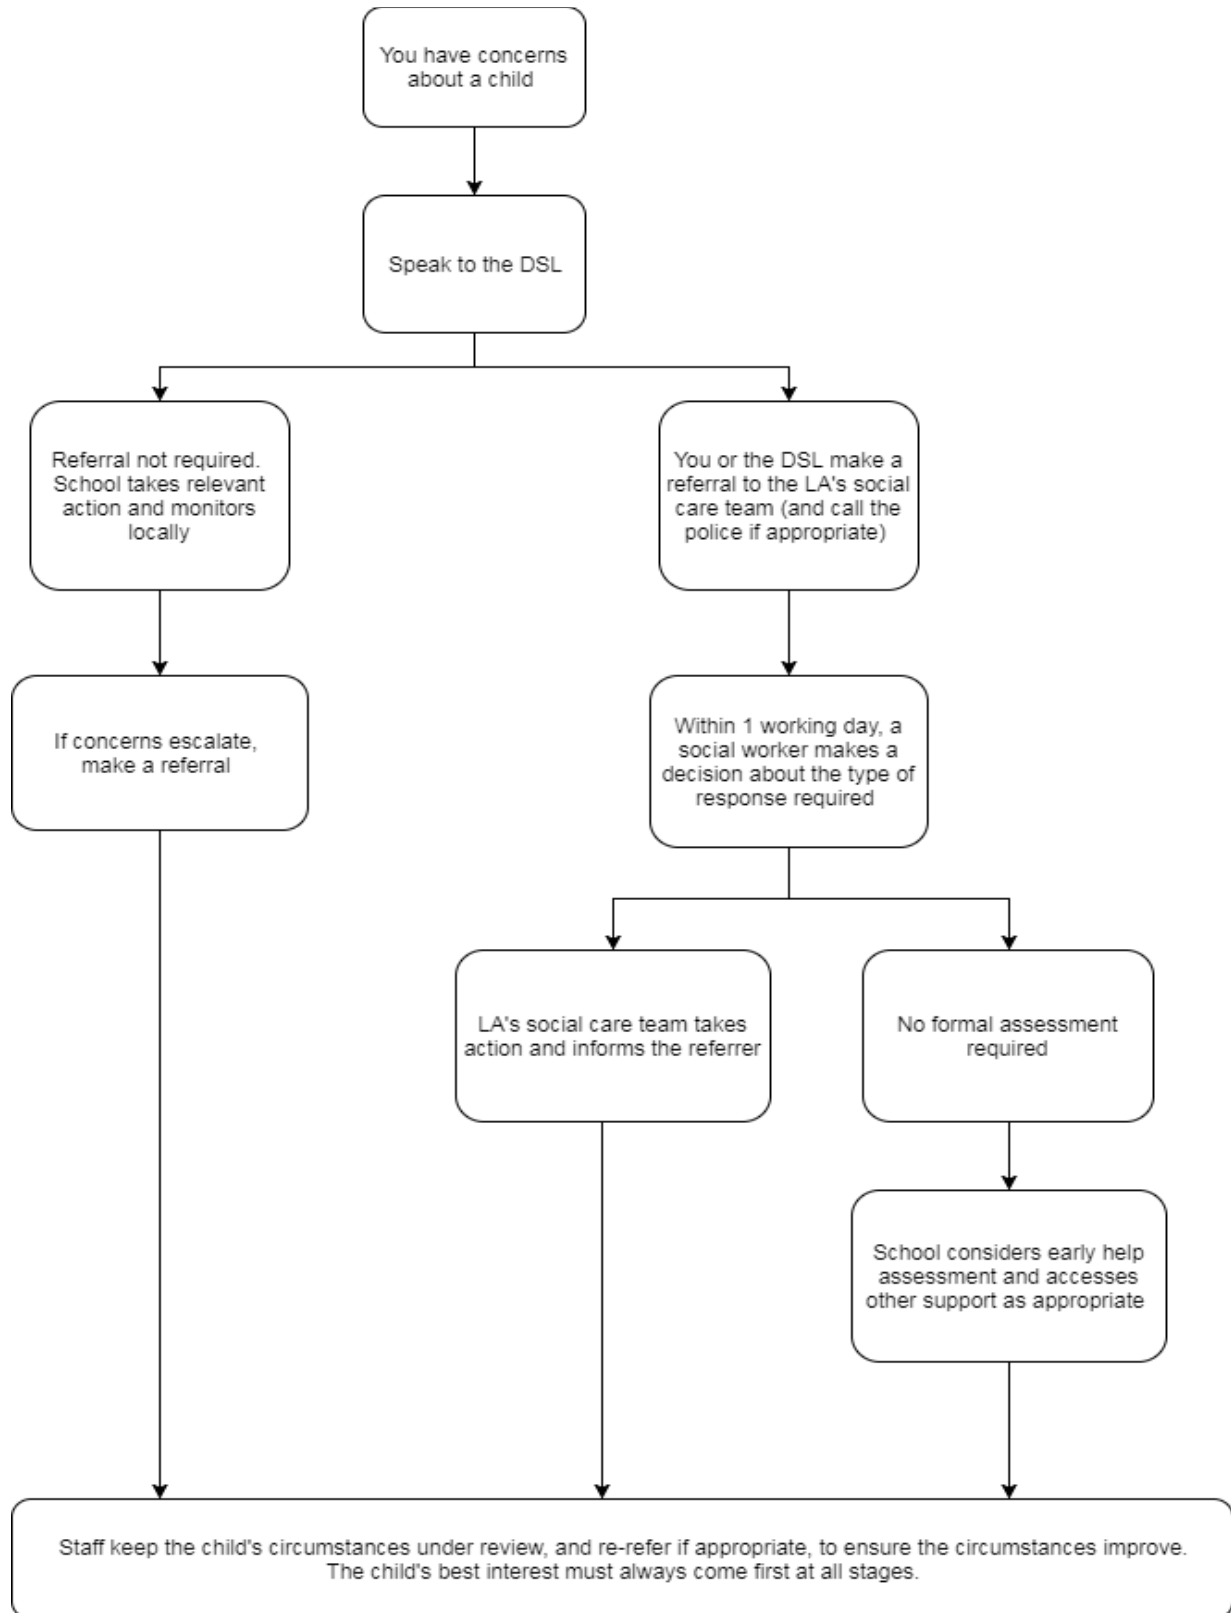 You have concerns
about a child
Speak to the DSL
Referral not required.
School takes relevant
action and monitors
locally
You or the DSL make a
referral to the LA's social
care team (and call the
police if appropriate)
If concerns escalate,
make a referral
Within 1 working day, a
social worker makes a
decision about the type of
response required
LA's social care team takes
action and informs the referrer
No formal assessment
required
School considers early help
assessment and accesses
other support as appropriate
Staff keep the child's circumstances under review, and re-refer if appropriate, to ensure the circumstances improve.
The child's best interest must always come first at all stages.